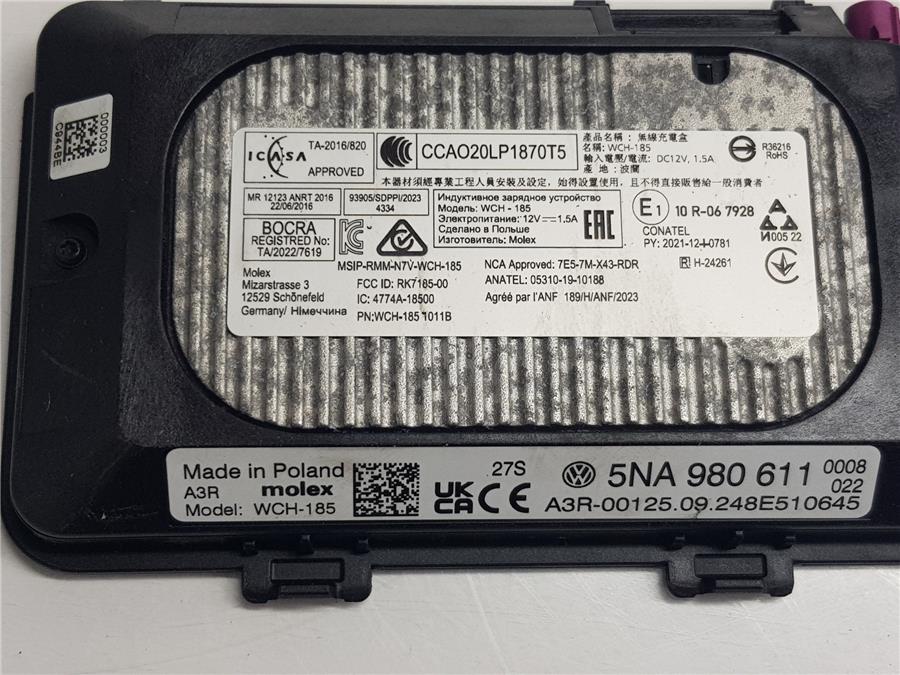 000003
C944BE
ICASA
TA-2016/820
APPROVED
CCAO20LP1870T5
產品名稱: 無線充電盒
名稱: WCH-185
輸入電壓/電流: DC12V, 1.5A
產 地: 波蘭
R36216
RoHS
本器材須經專業工程人員安裝及設定, 始得設置使用, 且不得直接販售給一般消費者
MR 12123 ANRT 2016
22/06/2016
93905/SDPPI/2023
4334
Индуктивное зарядное устройство
Модель: WCH - 185
Электропитание: 12V⎓1.5A
Сделано в Польше
Изготовитель: Molex
EAC
E1 10 R-06 7928
CONATEL
PY: 2021-12-I-0781
И005 22
BOCRA
REGISTERED No:
TA/2022/7619
MSIP-RMM-N7V-WCH-185
NCA Approved: 7E5-7M-X43-RDR
R H-24261
Molex
Mizarstrasse 3
12529 Schönefeld
Germany/ Німеччина
FCC ID: RK7185-00
IC: 4774A-18500
PN:WCH-185 1011B
ANATEL: 05310-19-10188
Agréé par l'ANF 189/H/ANF/2023
Made in Poland
A3R molex
Model: WCH-185
27S
UK
CA CE
VW 5NA 980 611 0008
022
A3R-00125.09.248E510645